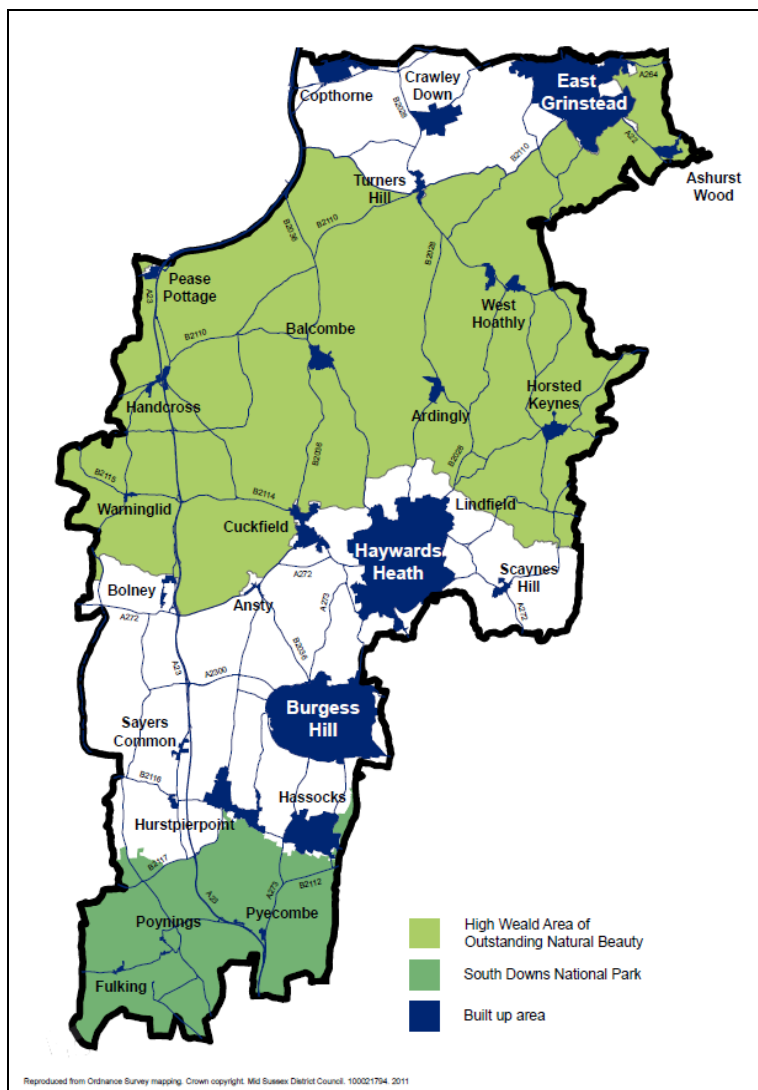 East
Grinstead
A264
Crawley
Down
Copthorne
B2028
A22
B2110
Ashurst
Wood
Turners
Hill
B2036
B2110
B2028
Pease
Pottage
A23
West
Hoathly
B2110
Balcombe
Horsted
Keynes
Handcross
Ardingly
B2036
B2028
B2115
B2114
Warninglid
Lindfield
Cuckfield
Haywards
Heath
Scaynes
Hill
A272
Bolney
Ansty
A273
A272
A272
B2036
A23
A2300
Burgess
Hill
Sayers
Common
B2116
Hassocks
Hurstpierpoint
B2117
A23
A273
B2112
Poynings
Pyecombe
Fulking
High Weald Area of
Outstanding Natural Beauty
South Downs National Park
Built up area
Reproduced from Ordnance Survey mapping. Crown copyright. Mid Sussex District Council. 100021794. 2011